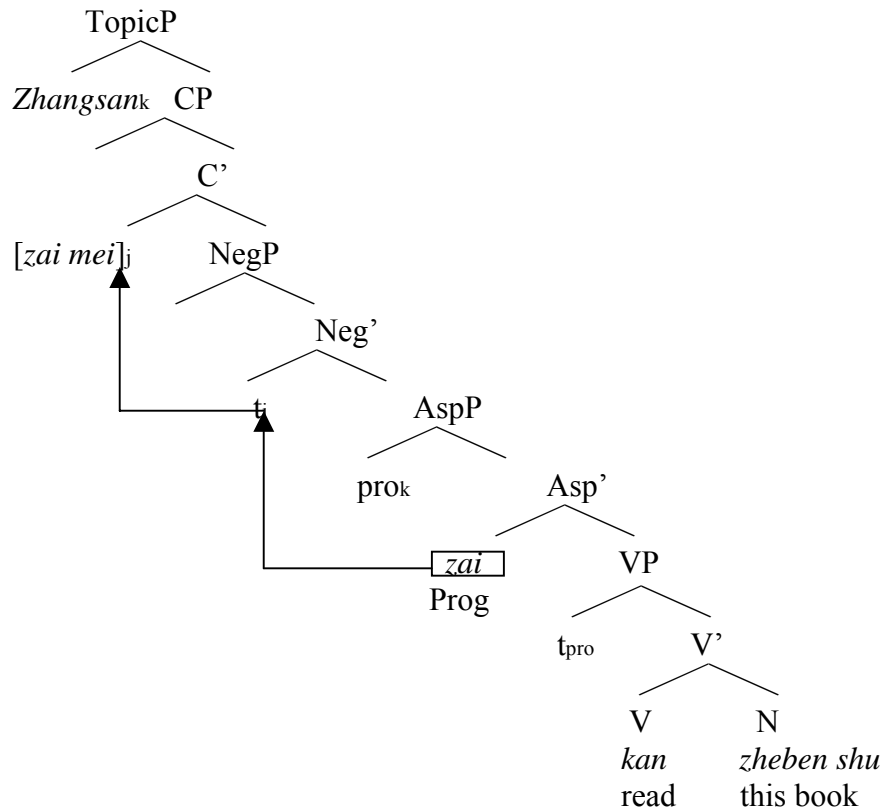 TopicP
Zhangsank CP
C’
[zai mei]j NegP
Neg’
tj AspP
prok Asp’
zai VP
Prog
tpro V’
V N
kan zheben shu
read this book